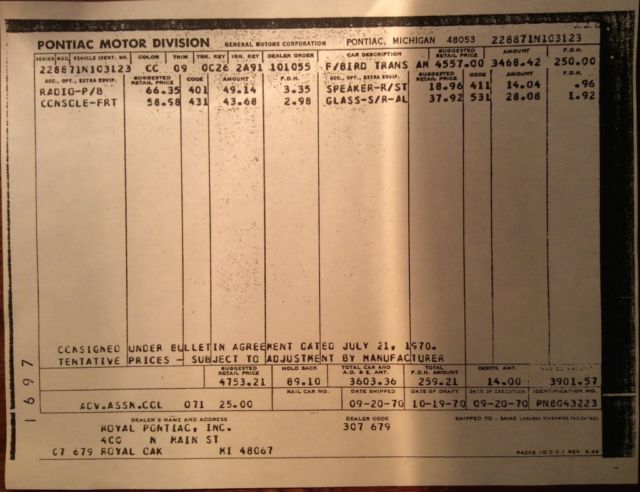 PONTIAC MOTOR DIVISION GENERAL MOTORS CORPORATION PONTIAC, MICHIGAN 48053 228871N103123
SERIES MOD. VEHICLE IDENT. NO. COLOR TRIM TRK. KEY IGN. KEY DEALER ORDER CAR DESCRIPTION SUGGESTED RETAIL PRICE AMOUNT F.D.H.
228871N103123 CC 09 0C26 2A91 101055 F/BIRD TRANS AM 4557.00 3468.42 250.00
ACC., OPT., EXTRA EQUIP. SUGGESTED RETAIL PRICE CODE AMOUNT F.D.H. ACC., OPT., EXTRA EQUIP. SUGGESTED RETAIL PRICE CODE AMOUNT F.D.H.
RADIO-P/B 66.35 401 49.14 3.35 SPEAKER-R/ST 18.96 411 14.04 .96
CONSOLE-FRT 58.58 431 43.68 2.98 GLASS-S/R-AL 37.92 531 28.08 1.92
CONSIGNED UNDER BULLETIN AGREEMENT DATED JULY 21, 1970.
TENTATIVE PRICES - SUBJECT TO ADJUSTMENT BY MANUFACTURER
SUGGESTED RETAIL PRICE HOLD BACK TOTAL CAR AND A.O. & E. AMT. TOTAL F.D.H. AMOUNT DESTN. AMT.
4753.21 89.10 3603.36 259.21 14.00 3901.57
RAIL CAR NO. DATE SHIPPED DATE OF DRAFT DATE OF EXECUTION IDENTIFICATION NO.
ADV.ASSN.COL 071 25.00 09-20-70 10-19-70 09-20-70 PN8043223
1697
DEALER'S NAME AND ADDRESS DEALER CODE SHIPPED TO - SAME
ROYAL PONTIAC, INC. 307 679
400 N MAIN ST
07 679 ROYAL OAK MI 48067